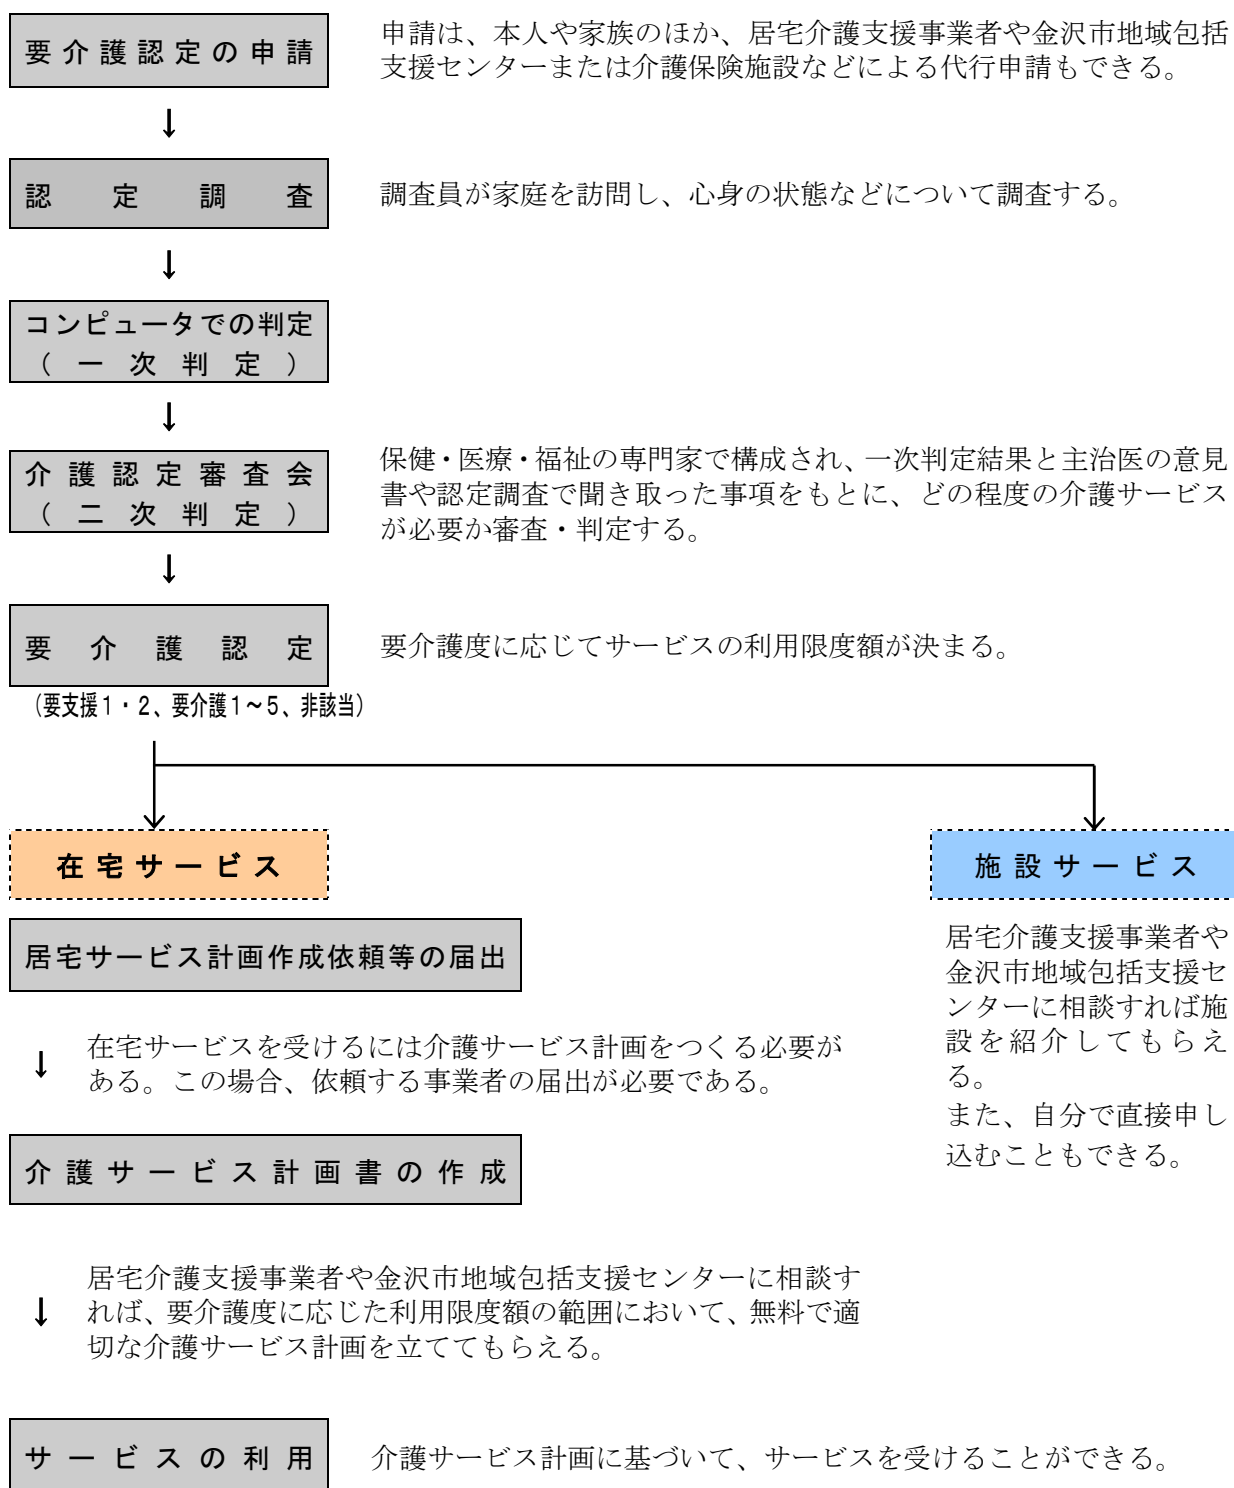 要介護認定の申請
申請は、本人や家族のほか、居宅介護支援事業者や金沢市地域包括
支援センターまたは介護保険施設などによる代行申請もできる。
↓
認定調査
調査員が家庭を訪問し、心身の状態などについて調査する。
↓
コンピュータでの判定
(一次判定)
↓
介護認定審査会
(二次判定)
保健・医療・福祉の専門家で構成され、一次判定結果と主治医の意見
書や認定調査で聞き取った事項をもとに、どの程度の介護サービス
が必要か審査・判定する。
↓
要介護認定
要介護度に応じてサービスの利用限度額が決まる。
(要支援1・2、要介護1~5、非該当)
在宅サービス
居宅サービス計画作成依頼等の届出
↓
在宅サービスを受けるには介護サービス計画をつくる必要が
ある。この場合、依頼する事業者の届出が必要である。
介護サービス計画書の作成
↓
居宅介護支援事業者や金沢市地域包括支援センターに相談す
れば、要介護度に応じた利用限度額の範囲において、無料で適
切な介護サービス計画を立ててもらえる。
サービスの利用
介護サービス計画に基づいて、サービスを受けることができる。
施設サービス
居宅介護支援事業者や
金沢市地域包括支援セ
ンターに相談すれば施
設を紹介してもらえ
る。
また、自分で直接申し
込むこともできる。